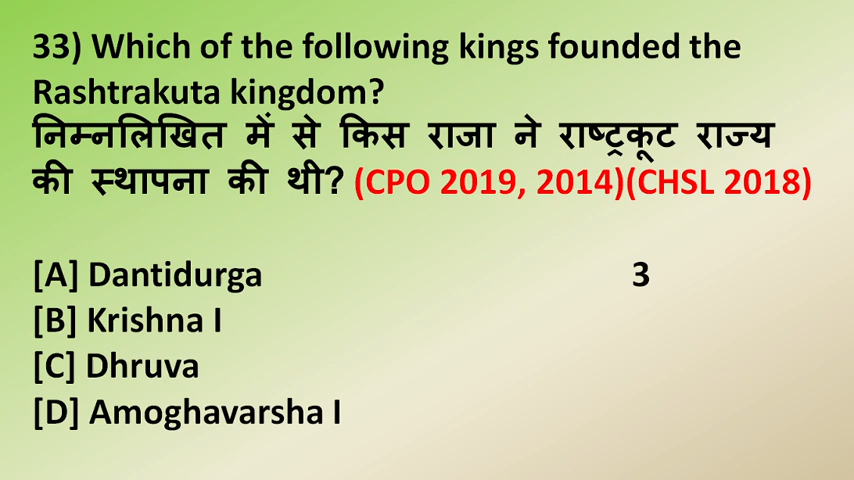 33) Which of the following kings founded the
Rashtrakuta kingdom?
निम्नलिखित में से किस राजा ने राष्ट्रकूट राज्य
की स्थापना की थी? (CPO 2019, 2014)(CHSL 2018)
[A] Dantidurga 3
[B] Krishna I
[C] Dhruva
[D] Amoghavarsha I